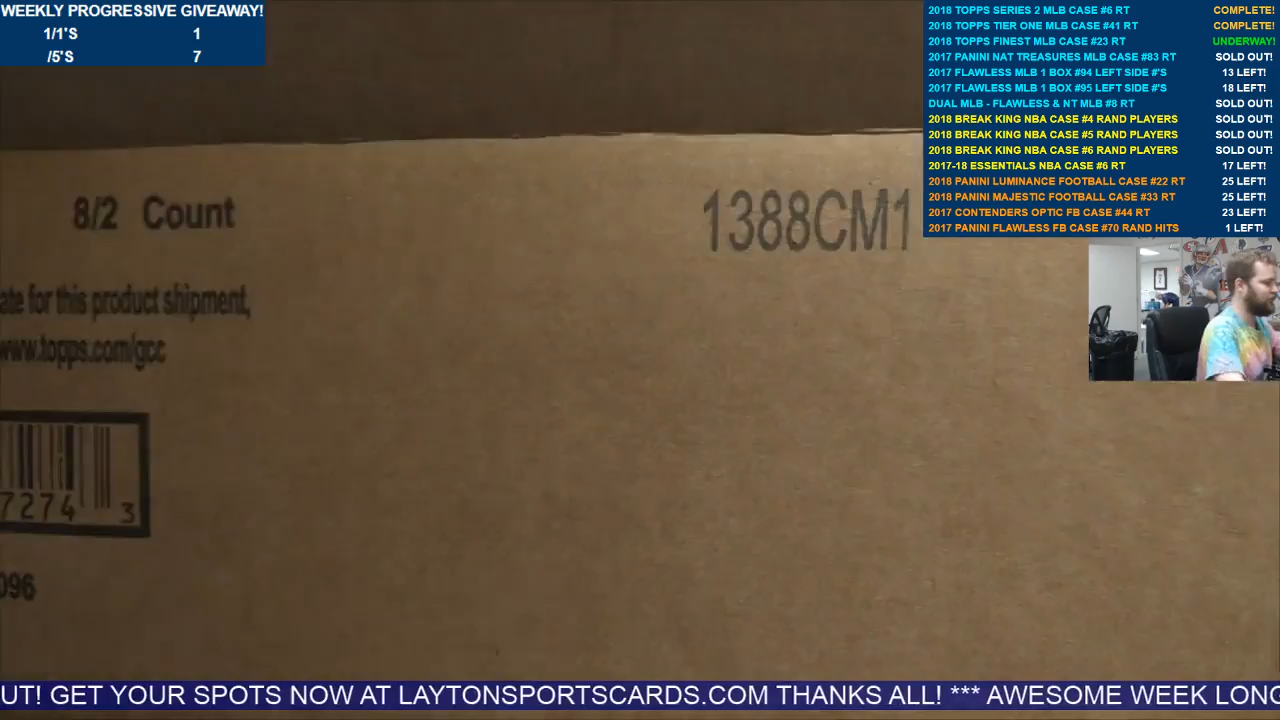 WEEKLY PROGRESSIVE GIVEAWAY!
1/1'S 1
/5'S 7
2018 TOPPS SERIES 2 MLB CASE #6 RT COMPLETE!
2018 TOPPS TIER ONE MLB CASE #41 RT COMPLETE!
2018 TOPPS FINEST MLB CASE #23 RT UNDERWAY!
2017 PANINI NAT TREASURES MLB CASE #83 RT SOLD OUT!
2017 FLAWLESS MLB 1 BOX #94 LEFT SIDE #'S 13 LEFT!
2017 FLAWLESS MLB 1 BOX #95 LEFT SIDE #'S 18 LEFT!
DUAL MLB - FLAWLESS & NT MLB #8 RT SOLD OUT!
2018 BREAK KING NBA CASE #4 RAND PLAYERS SOLD OUT!
2018 BREAK KING NBA CASE #5 RAND PLAYERS SOLD OUT!
2018 BREAK KING NBA CASE #6 RAND PLAYERS SOLD OUT!
2017-18 ESSENTIALS NBA CASE #6 RT 17 LEFT!
2018 PANINI LUMINANCE FOOTBALL CASE #22 RT 25 LEFT!
2018 PANINI MAJESTIC FOOTBALL CASE #33 RT 25 LEFT!
2017 CONTENDERS OPTIC FB CASE #44 RT 23 LEFT!
2017 PANINI FLAWLESS FB CASE #70 RAND HITS 1 LEFT!
8/2 Count 1388CM1
ate for this product shipment,
www.topps.com/gcc
7274 3
096
UT! GET YOUR SPOTS NOW AT LAYTONSPORTSCARDS.COM THANKS ALL! *** AWESOME WEEK LONG